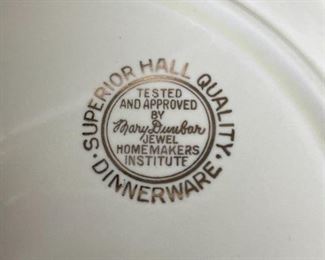 SUPERIOR HALL QUALITY
· DINNERWARE ·
TESTED
AND APPROVED
BY
Mary Dunbar
JEWEL
HOMEMAKERS
INSTITUTE